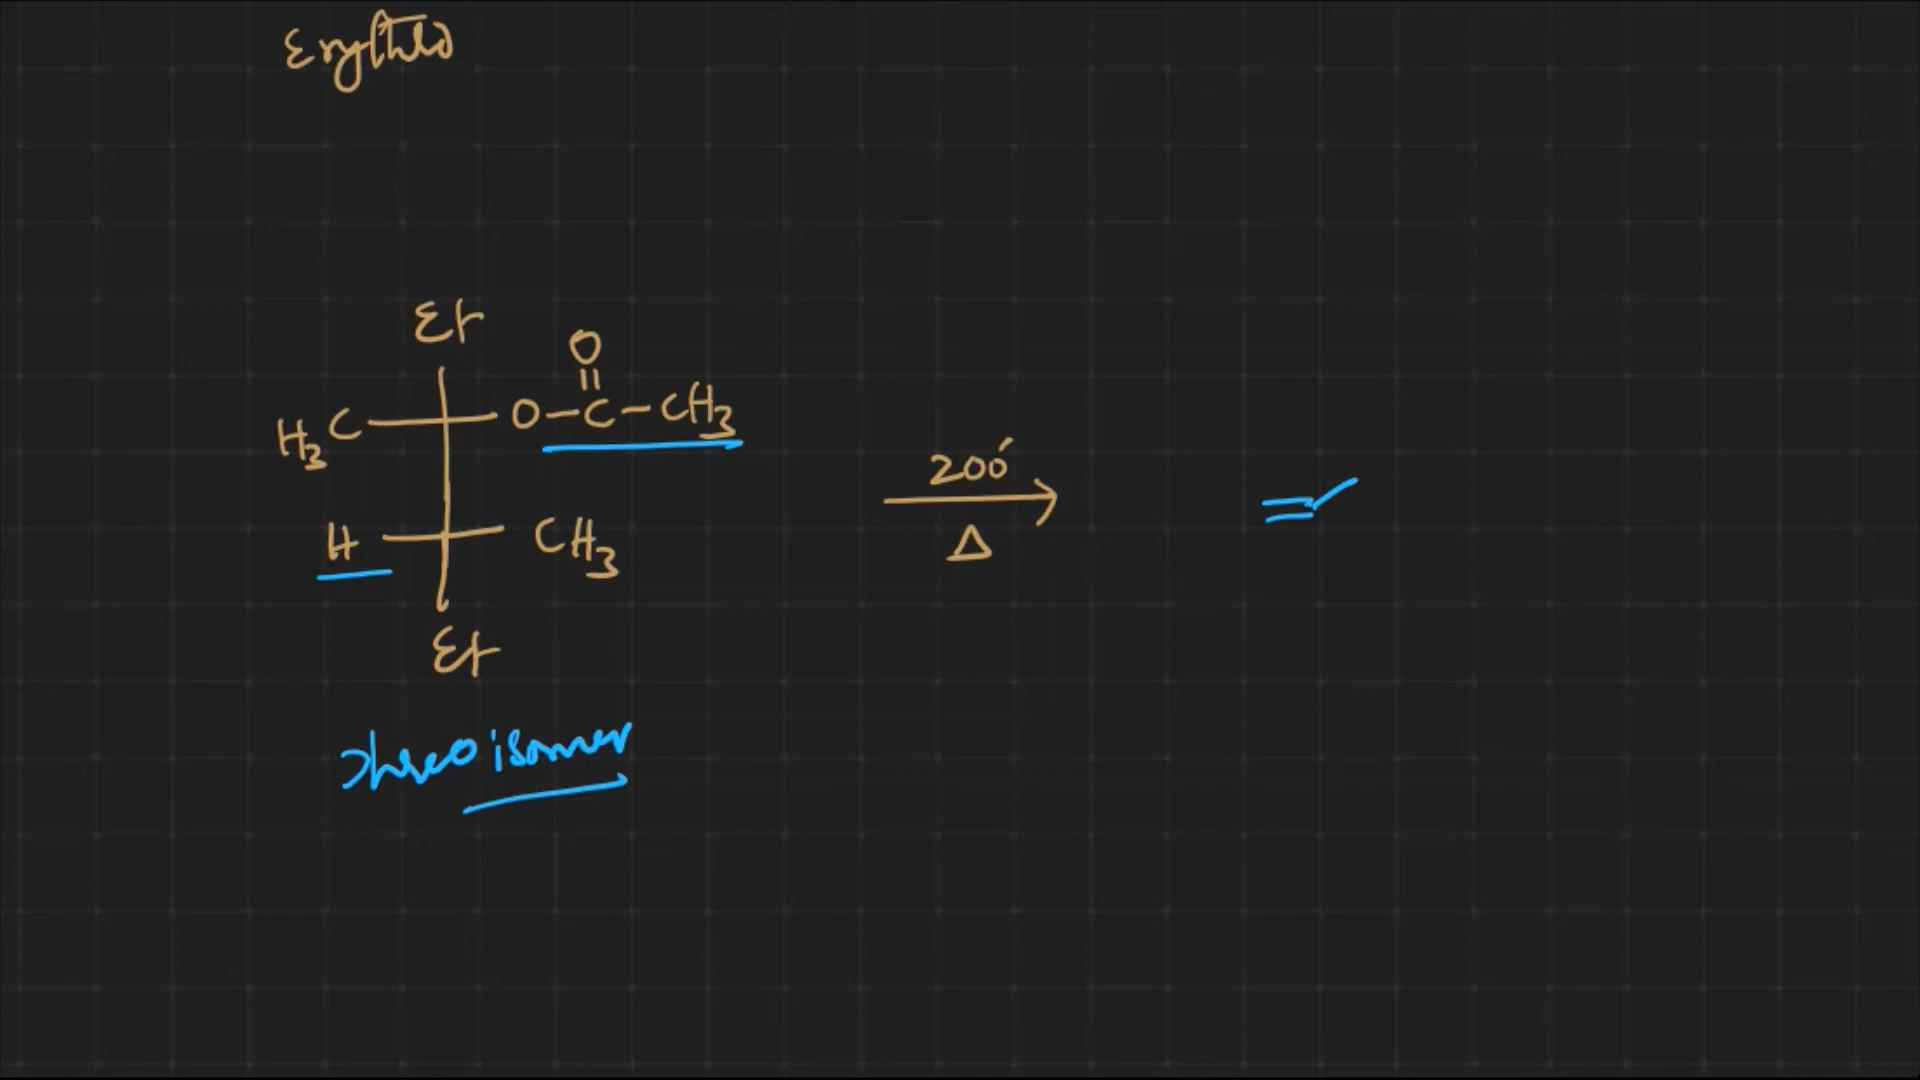 Erythro
Et
O
||
H3C O-C-CH3
200°
H CH3
Δ
Et
threo isomer